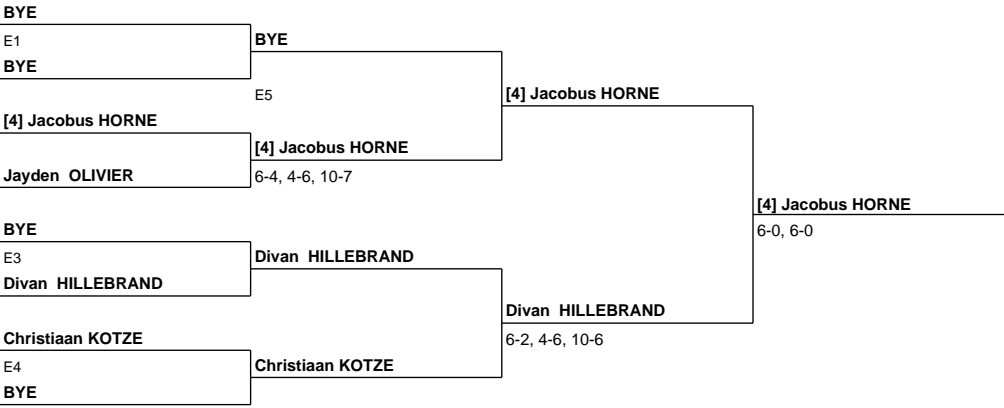 BYE
E1
BYE
BYE
E5
[4] Jacobus HORNE
[4] Jacobus HORNE
[4] Jacobus HORNE
Jayden OLIVIER
6-4, 4-6, 10-7
[4] Jacobus HORNE
6-0, 6-0
BYE
E3
Divan HILLEBRAND
Divan HILLEBRAND
Divan HILLEBRAND
6-2, 4-6, 10-6
Christiaan KOTZE
E4
Christiaan KOTZE
BYE